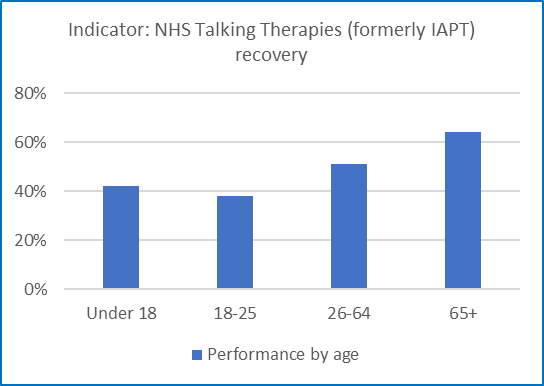 Indicator: NHS Talking Therapies (formerly IAPT)
recovery
80%
60%
40%
20%
0%
Under 18 18-25 26-64 65+
Performance by age